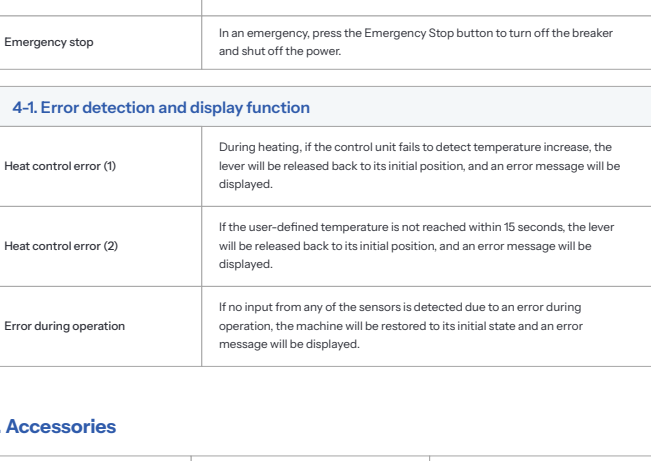 Emergency stop
In an emergency, press the Emergency Stop button to turn off the breaker
and shut off the power.
4-1. Error detection and display function
Heat control error (1)
During heating, if the control unit fails to detect temperature increase, the
lever will be released back to its initial position, and an error message will be
displayed.
Heat control error (2)
If the user-defined temperature is not reached within 15 seconds, the lever
will be released back to its initial position, and an error message will be
displayed.
Error during operation
If no input from any of the sensors is detected due to an error during
operation, the machine will be restored to its initial state and an error
message will be displayed.
. Accessories